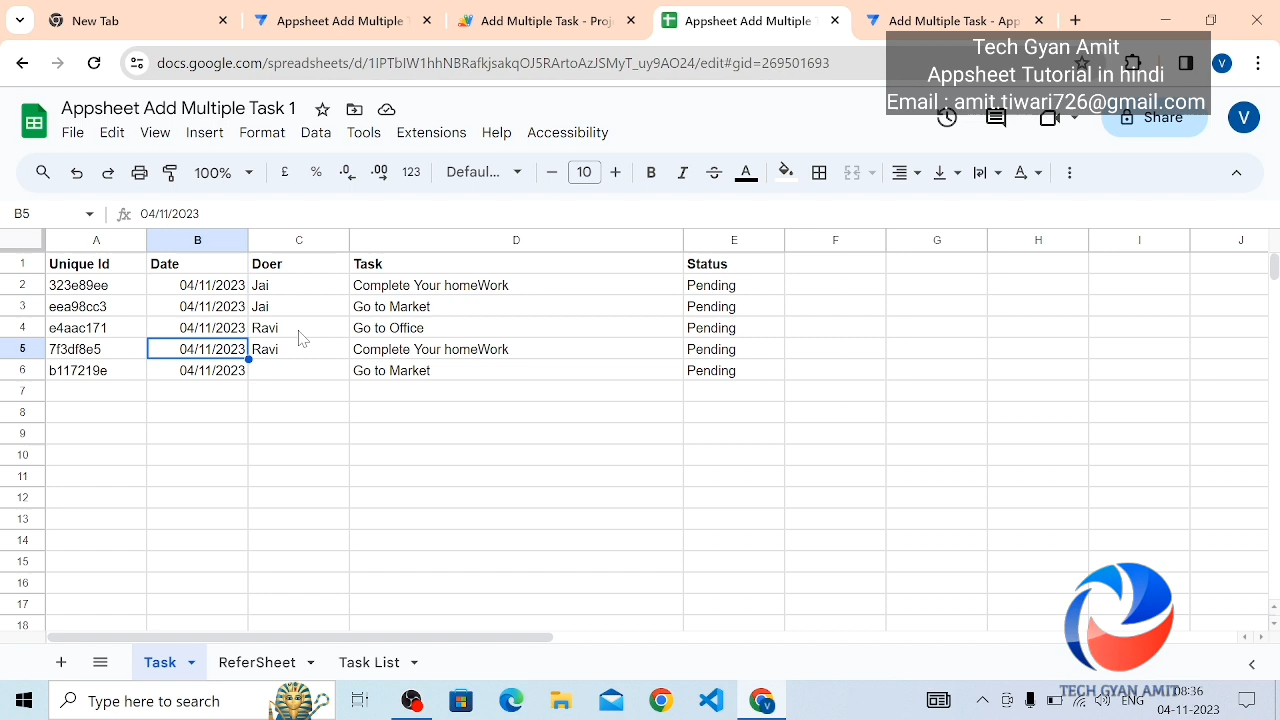 New Tab
Appsheet Add Multiple T
Add Multiple Task - Proj
Appsheet Add Multiple T
Add Multiple Task - App
Tech Gyan Amit
Appsheet Tutorial in hindi
Email : amit.tiwari726@gmail.com
docs.google.com/spreadsheets/d/1IPTblW1hhNBRafkjsakqOJ5RArtoAzJSMyT_uy9AO24/edit#gid=269501693
V
Appsheet Add Multiple Task 1
File Edit View Insert Format Data Tools Extensions Help Accessibility
Share
V
100% £ % .0 .00 123 Defaul... 10 B I A
B5 fx 04/11/2023
A B C D E F G H I J
1 Unique Id Date Doer Task Status
2 323e89ee 04/11/2023 Jai Complete Your homeWork Pending
3 eea98cc3 04/11/2023 Jai Go to Market Pending
4 e4aac171 04/11/2023 Ravi Go to Office Pending
5 7f3df8e5 04/11/2023 Ravi Complete Your homeWork Pending
6 b117219e 04/11/2023 Go to Market Pending
7
8
9
10
11
12
13
14
15
16
17
18
Task ReferSheet Task List
TECH GYAN AMIT
Type here to search
ENG 08:36
04-11-2023